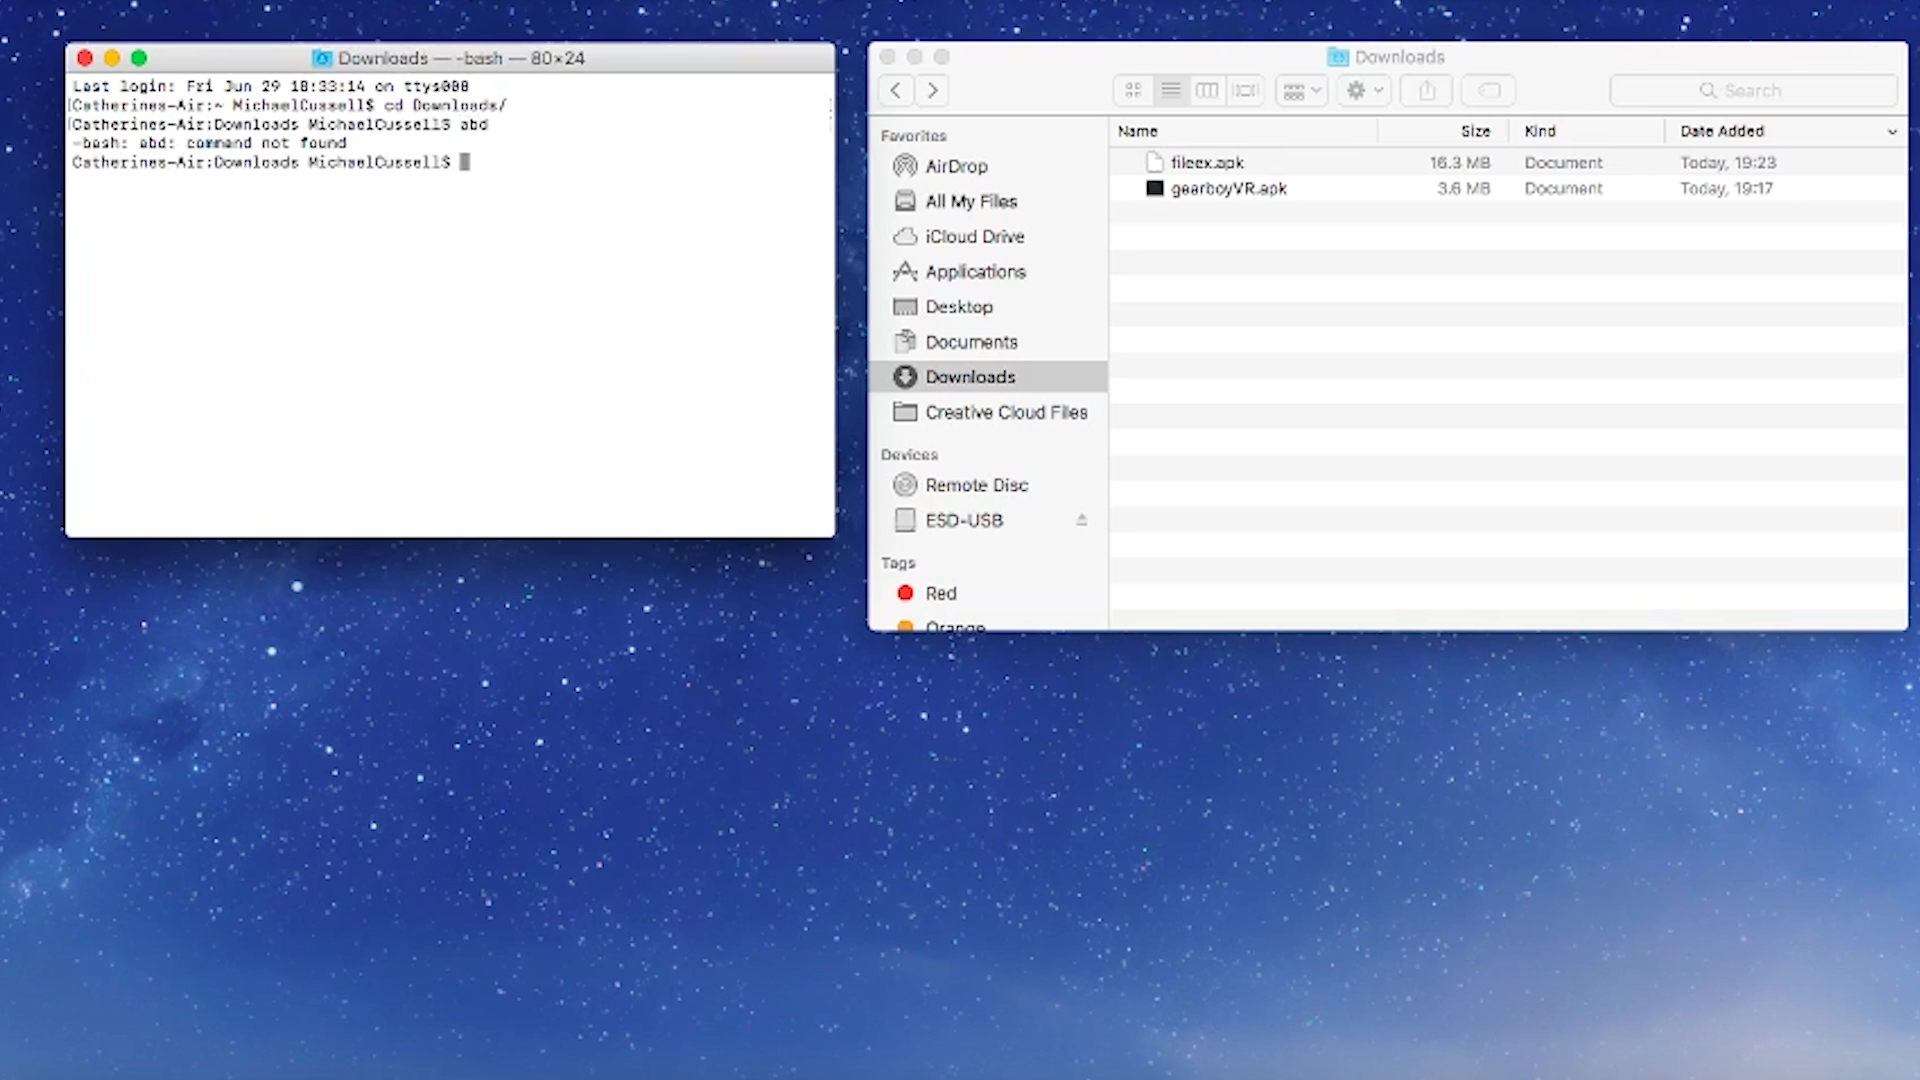 Downloads — -bash — 80×24
Last login: Fri Jun 29 18:33:14 on ttys000
Catherines-Air:~ MichaelCussell$ cd Downloads/
Catherines-Air:Downloads MichaelCussell$ abd
-bash: abd: command not found
Catherines-Air:Downloads MichaelCussell$
Downloads
Search
Favorites
AirDrop
All My Files
iCloud Drive
Applications
Desktop
Documents
Downloads
Creative Cloud Files
Devices
Remote Disc
ESD-USB
Tags
Red
Orange
Name Size Kind Date Added
fileex.apk 16.3 MB Document Today, 19:23
gearboyVR.apk 3.6 MB Document Today, 19:17